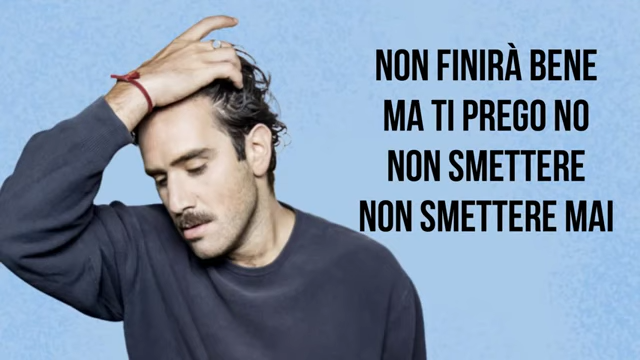 NON FINIRÀ BENE
MA TI PREGO NO
NON SMETTERE
NON SMETTERE MAI